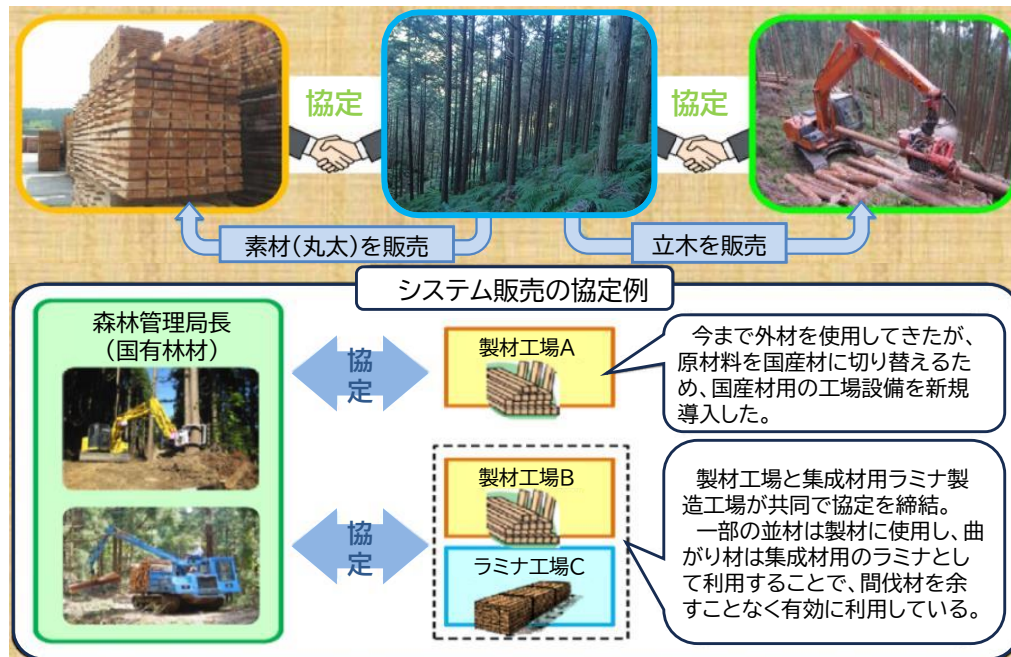 協定
協定
素材(丸太)を販売
立木を販売
システム販売の協定例
森林管理局長
(国有林材)
協
定
製材工場A
今まで外材を使用してきたが、
原材料を国産材に切り替えるた
め、国産材用の工場設備を新規
導入した。
協
定
製材工場B
ラミナ工場C
製材工場と集成材用ラミナ製
造工場が共同で協定を締結。
一部の並材は製材に使用し、曲
がり材は集成材用のラミナとし
て利用することで、間伐材を余
すことなく有効に利用している。